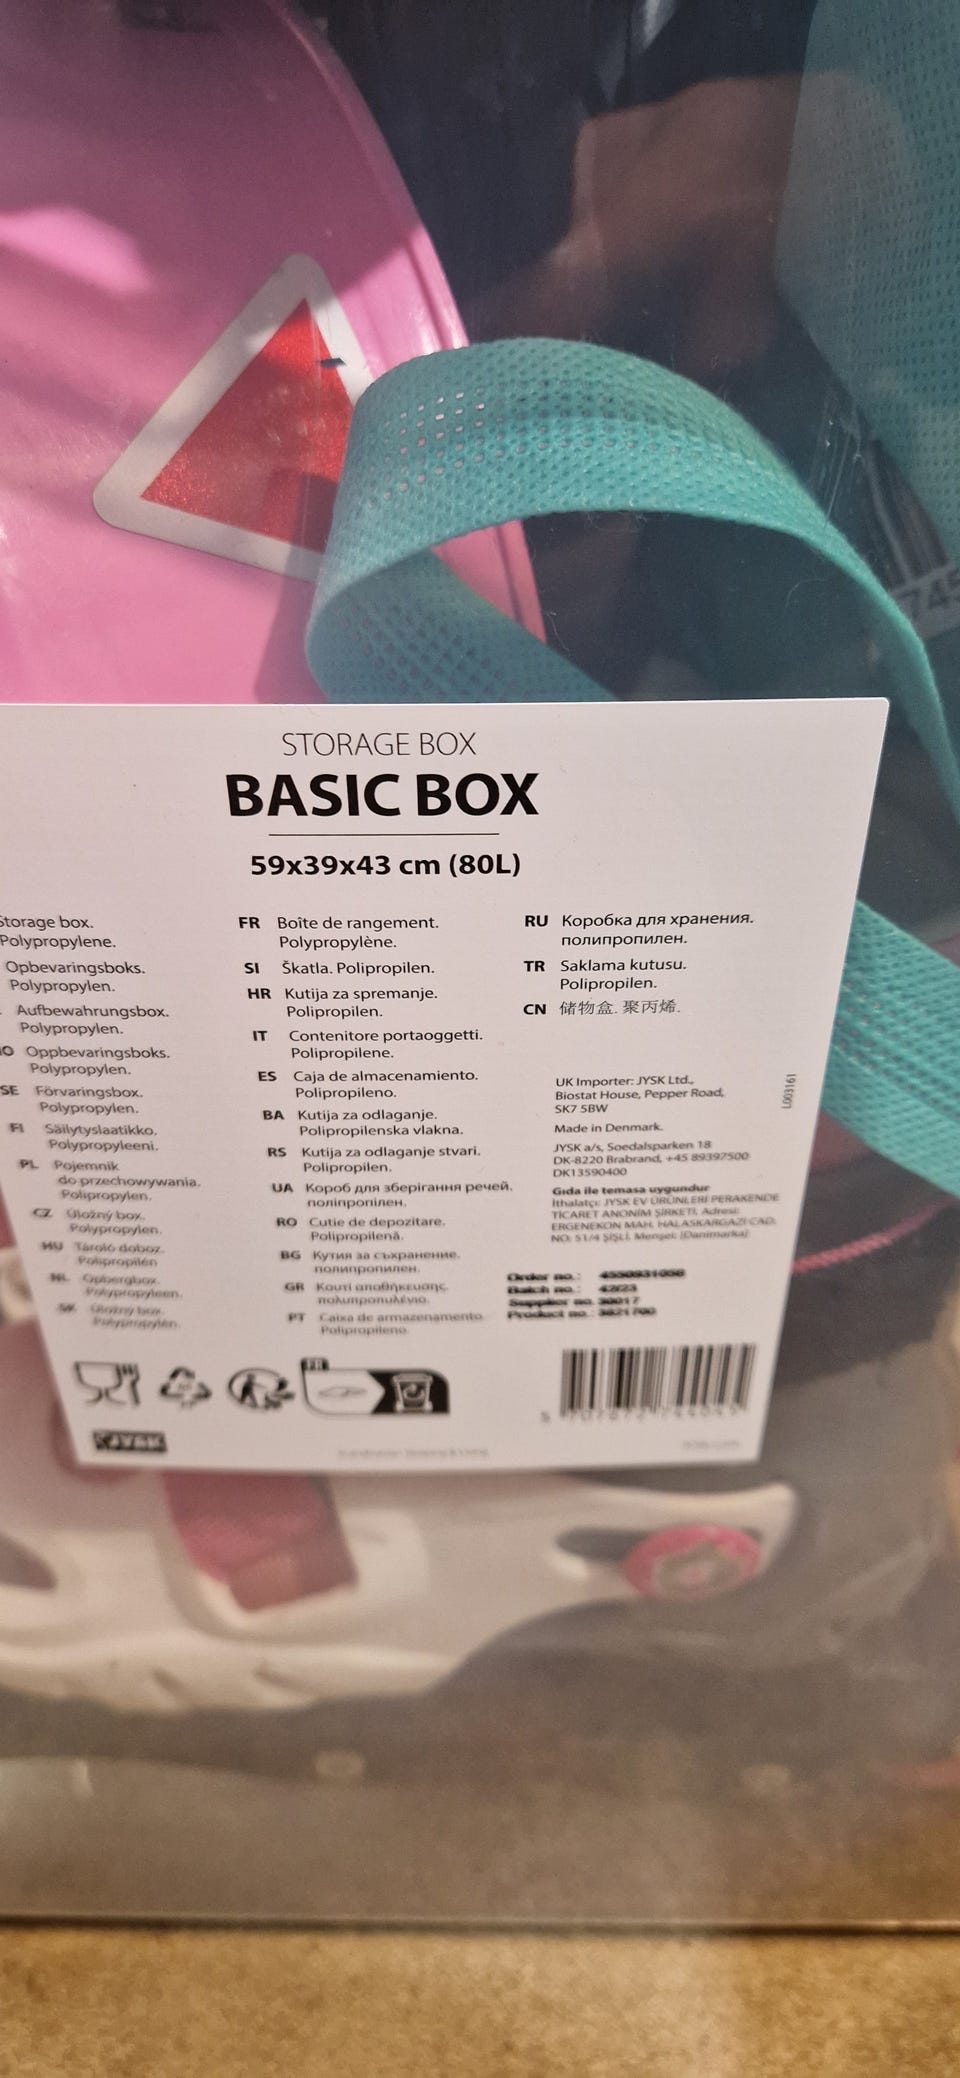 745
STORAGE BOX
BASIC BOX
59x39x43 cm (80L)
Storage box.
Polypropylene.
Opbevaringsboks.
Polypropylen.
Aufbewahrungsbox.
Polypropylen.
Oppbevaringsboks.
Polypropylen.
SE Förvaringsbox.
Polypropylen.
FI Säilytyslaatikko.
Polypropyleeni.
PL Pojemnik
do przechowywania.
Polipropylen.
CZ Úložný box.
Polypropylen.
HU Tároló doboz.
Polipropilén
NL Opbergbox.
Polypropyleen.
SK Úložný box.
Polypropylén.
FR Boîte de rangement.
Polypropylène.
SI Škatla. Polipropilen.
HR Kutija za spremanje.
Polipropilen.
IT Contenitore portaoggetti.
Polipropilene.
ES Caja de almacenamiento.
Polipropileno.
BA Kutija za odlaganje.
Polipropilenska vlakna.
RS Kutija za odlaganje stvari.
Polipropilen.
UA Короб для зберігання речей.
поліпропілен.
RO Cutie de depozitare.
Polipropilenă.
BG Кутия за съхранение.
полипропилен.
GR Κουτί αποθήκευσης.
πολυπροπυλένιο.
PT Caixa de armazenamento.
Polipropileno.
RU Коробка для хранения.
полипропилен.
TR Saklama kutusu.
Polipropilen.
CN 储物盒. 聚丙烯.
UK Importer: JYSK Ltd.,
Biostat House, Pepper Road,
SK7 5BW
Made in Denmark.
JYSK a/s, Soedalsparken 18
DK-8220 Brabrand, +45 89397500
DK13590400
Gıda ile temasa uygundur
İthalatçı: JYSK EV ÜRÜNLERİ PERAKENDE
TİCARET ANONİM ŞİRKETİ, Adresi:
ERGENEKON MAH. HALASKARGAZİ CAD.
NO: 51/4 ŞİŞLİ. Menşei: (Danimarka)
L003161
Order no.:
Batch no.: 42/23
Supplier no. 30017
Product no.: 3621700
FR
JYSK